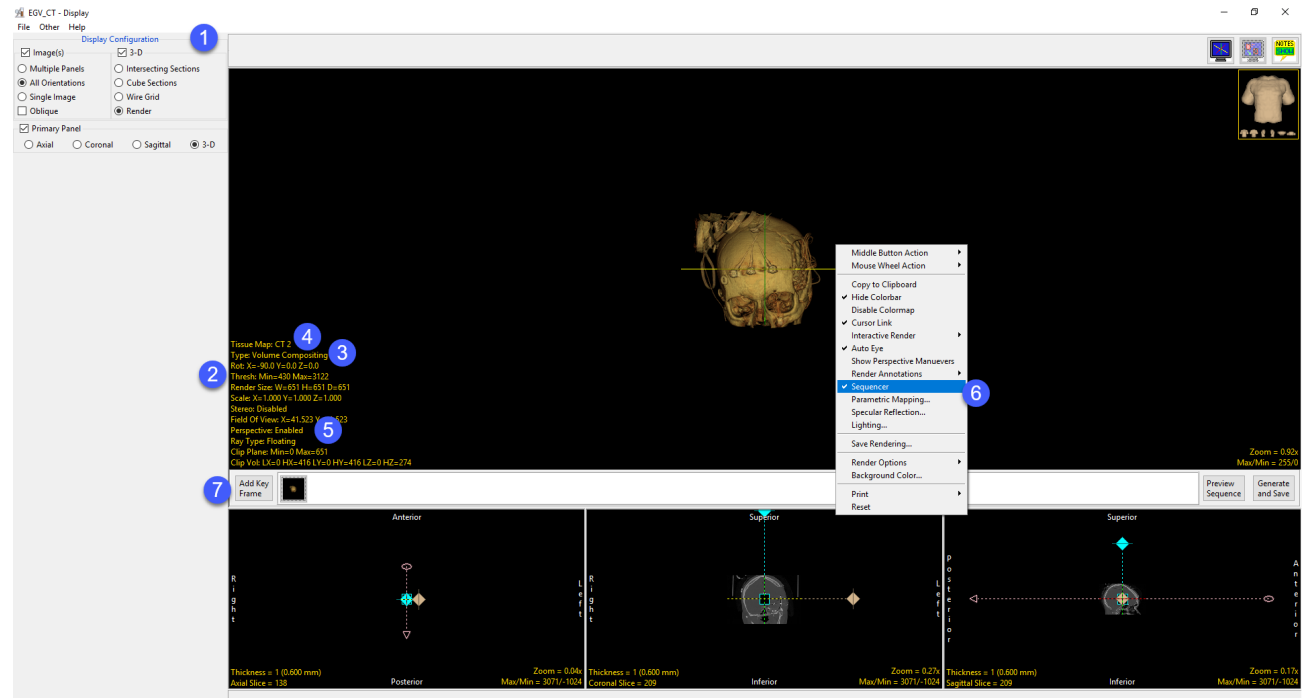 EGV_CT - Display
File Other Help
Display Configuration
1
Image(s) 3-D
Multiple Panels Intersecting Sections
All Orientations Cube Sections
Single Image Wire Grid
Oblique Render
Primary Panel
Axial Coronal Sagittal 3-D
NOTES
SHOW
Middle Button Action
Mouse Wheel Action
Copy to Clipboard
Hide Colorbar
Disable Colormap
Cursor Link
Interactive Render
Auto Eye
Show Perspective Manuevers
Render Annotations
Sequencer
6
Parametric Mapping...
Specular Reflection...
Lighting...
Save Rendering...
Render Options
Background Color...
Print
Reset
Tissue Map: CT 2
4
Type: Volume Compositing
3
Rot: X=-90.0 Y=0.0 Z=0.0
2
Thresh: Min=430 Max=3122
Render Size: W=651 H=651 D=651
Scale: X=1.000 Y=1.000 Z=1.000
Stereo: Disabled
Field Of View: X=41.523 523
Perspective: Enabled
5
Ray Type: Floating
Clip Plane: Min=0 Max=651
Clip Vol: LX=0 HX=416 LY=0 HY=416 LZ=0 HZ=274
Zoom = 0.92x
Max/Min = 255/0
7
Add Key
Frame
Preview
Sequence
Generate
and Save
Anterior
Right
Left
Thickness = 1 (0.600 mm)
Axial Slice = 138
Posterior
Zoom = 0.04x
Max/Min = 3071/-1024
Superior
Right
Left
Thickness = 1 (0.600 mm)
Coronal Slice = 209
Inferior
Zoom = 0.27x
Max/Min = 3071/-1024
Superior
Posterior
Anterior
Thickness = 1 (0.600 mm)
Sagittal Slice = 209
Inferior
Zoom = 0.17x
Max/Min = 3071/-1024